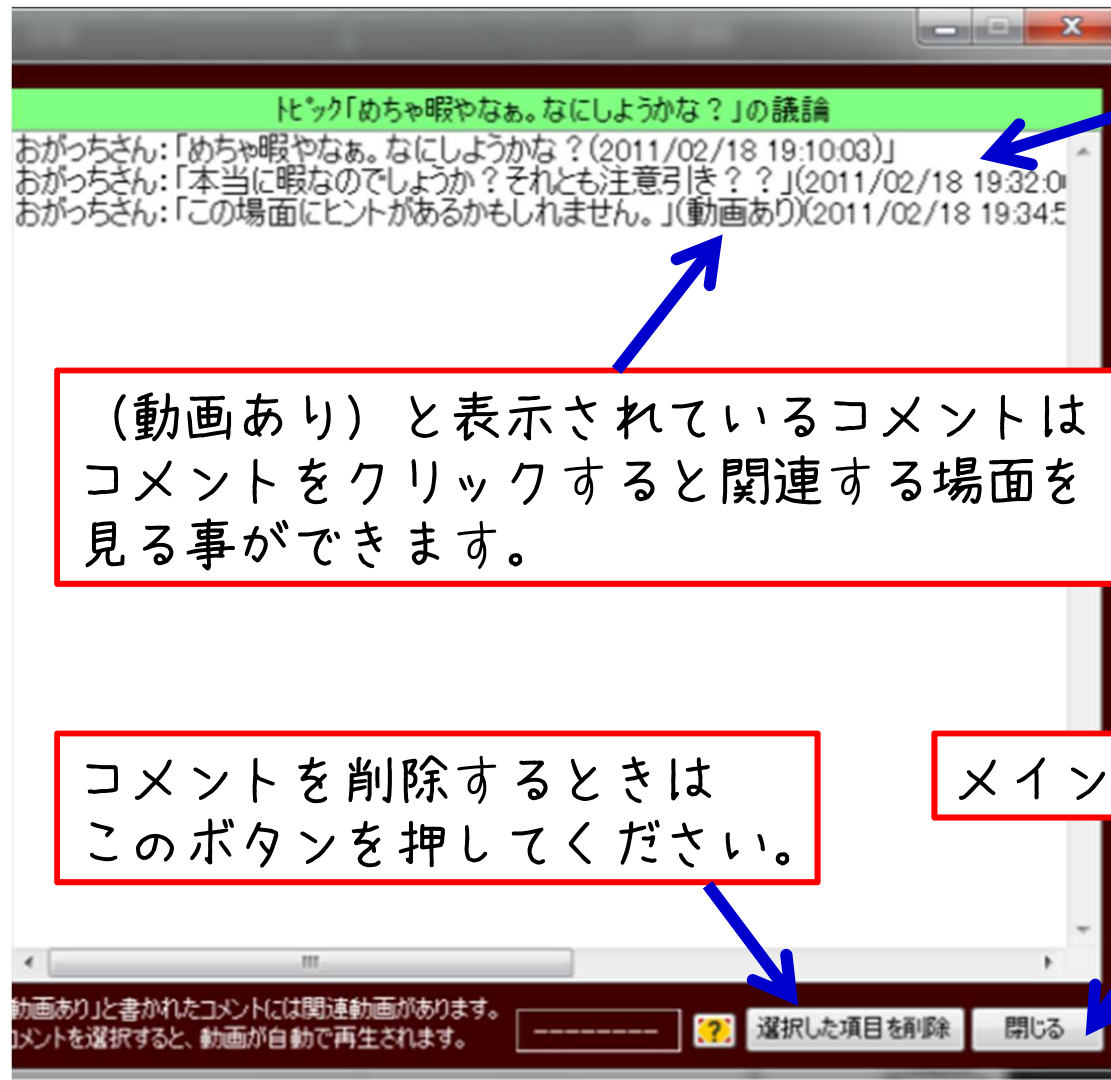 トピック「めちゃ暇やなぁ。なにしようかな？」の議論
おがっちさん：「めちゃ暇やなぁ。なにしようかな？(2011/02/18 19:10:03)」
おがっちさん：「本当に暇なのでしょうか？それとも注意引き？？」(2011/02/18 19:32:0
おがっちさん：「この場面にヒントがあるかもしれません。」(動画あり)(2011/02/18 19:34:5
（動画あり）と表示されているコメントは
コメントをクリックすると関連する場面を
見る事ができます。
コメントを削除するときは
このボタンを押してください。
メイン
動画あり」と書かれたコメントには関連動画があります。
コメントを選択すると、動画が自動で再生されます。
--------
?
選択した項目を削除
閉じる